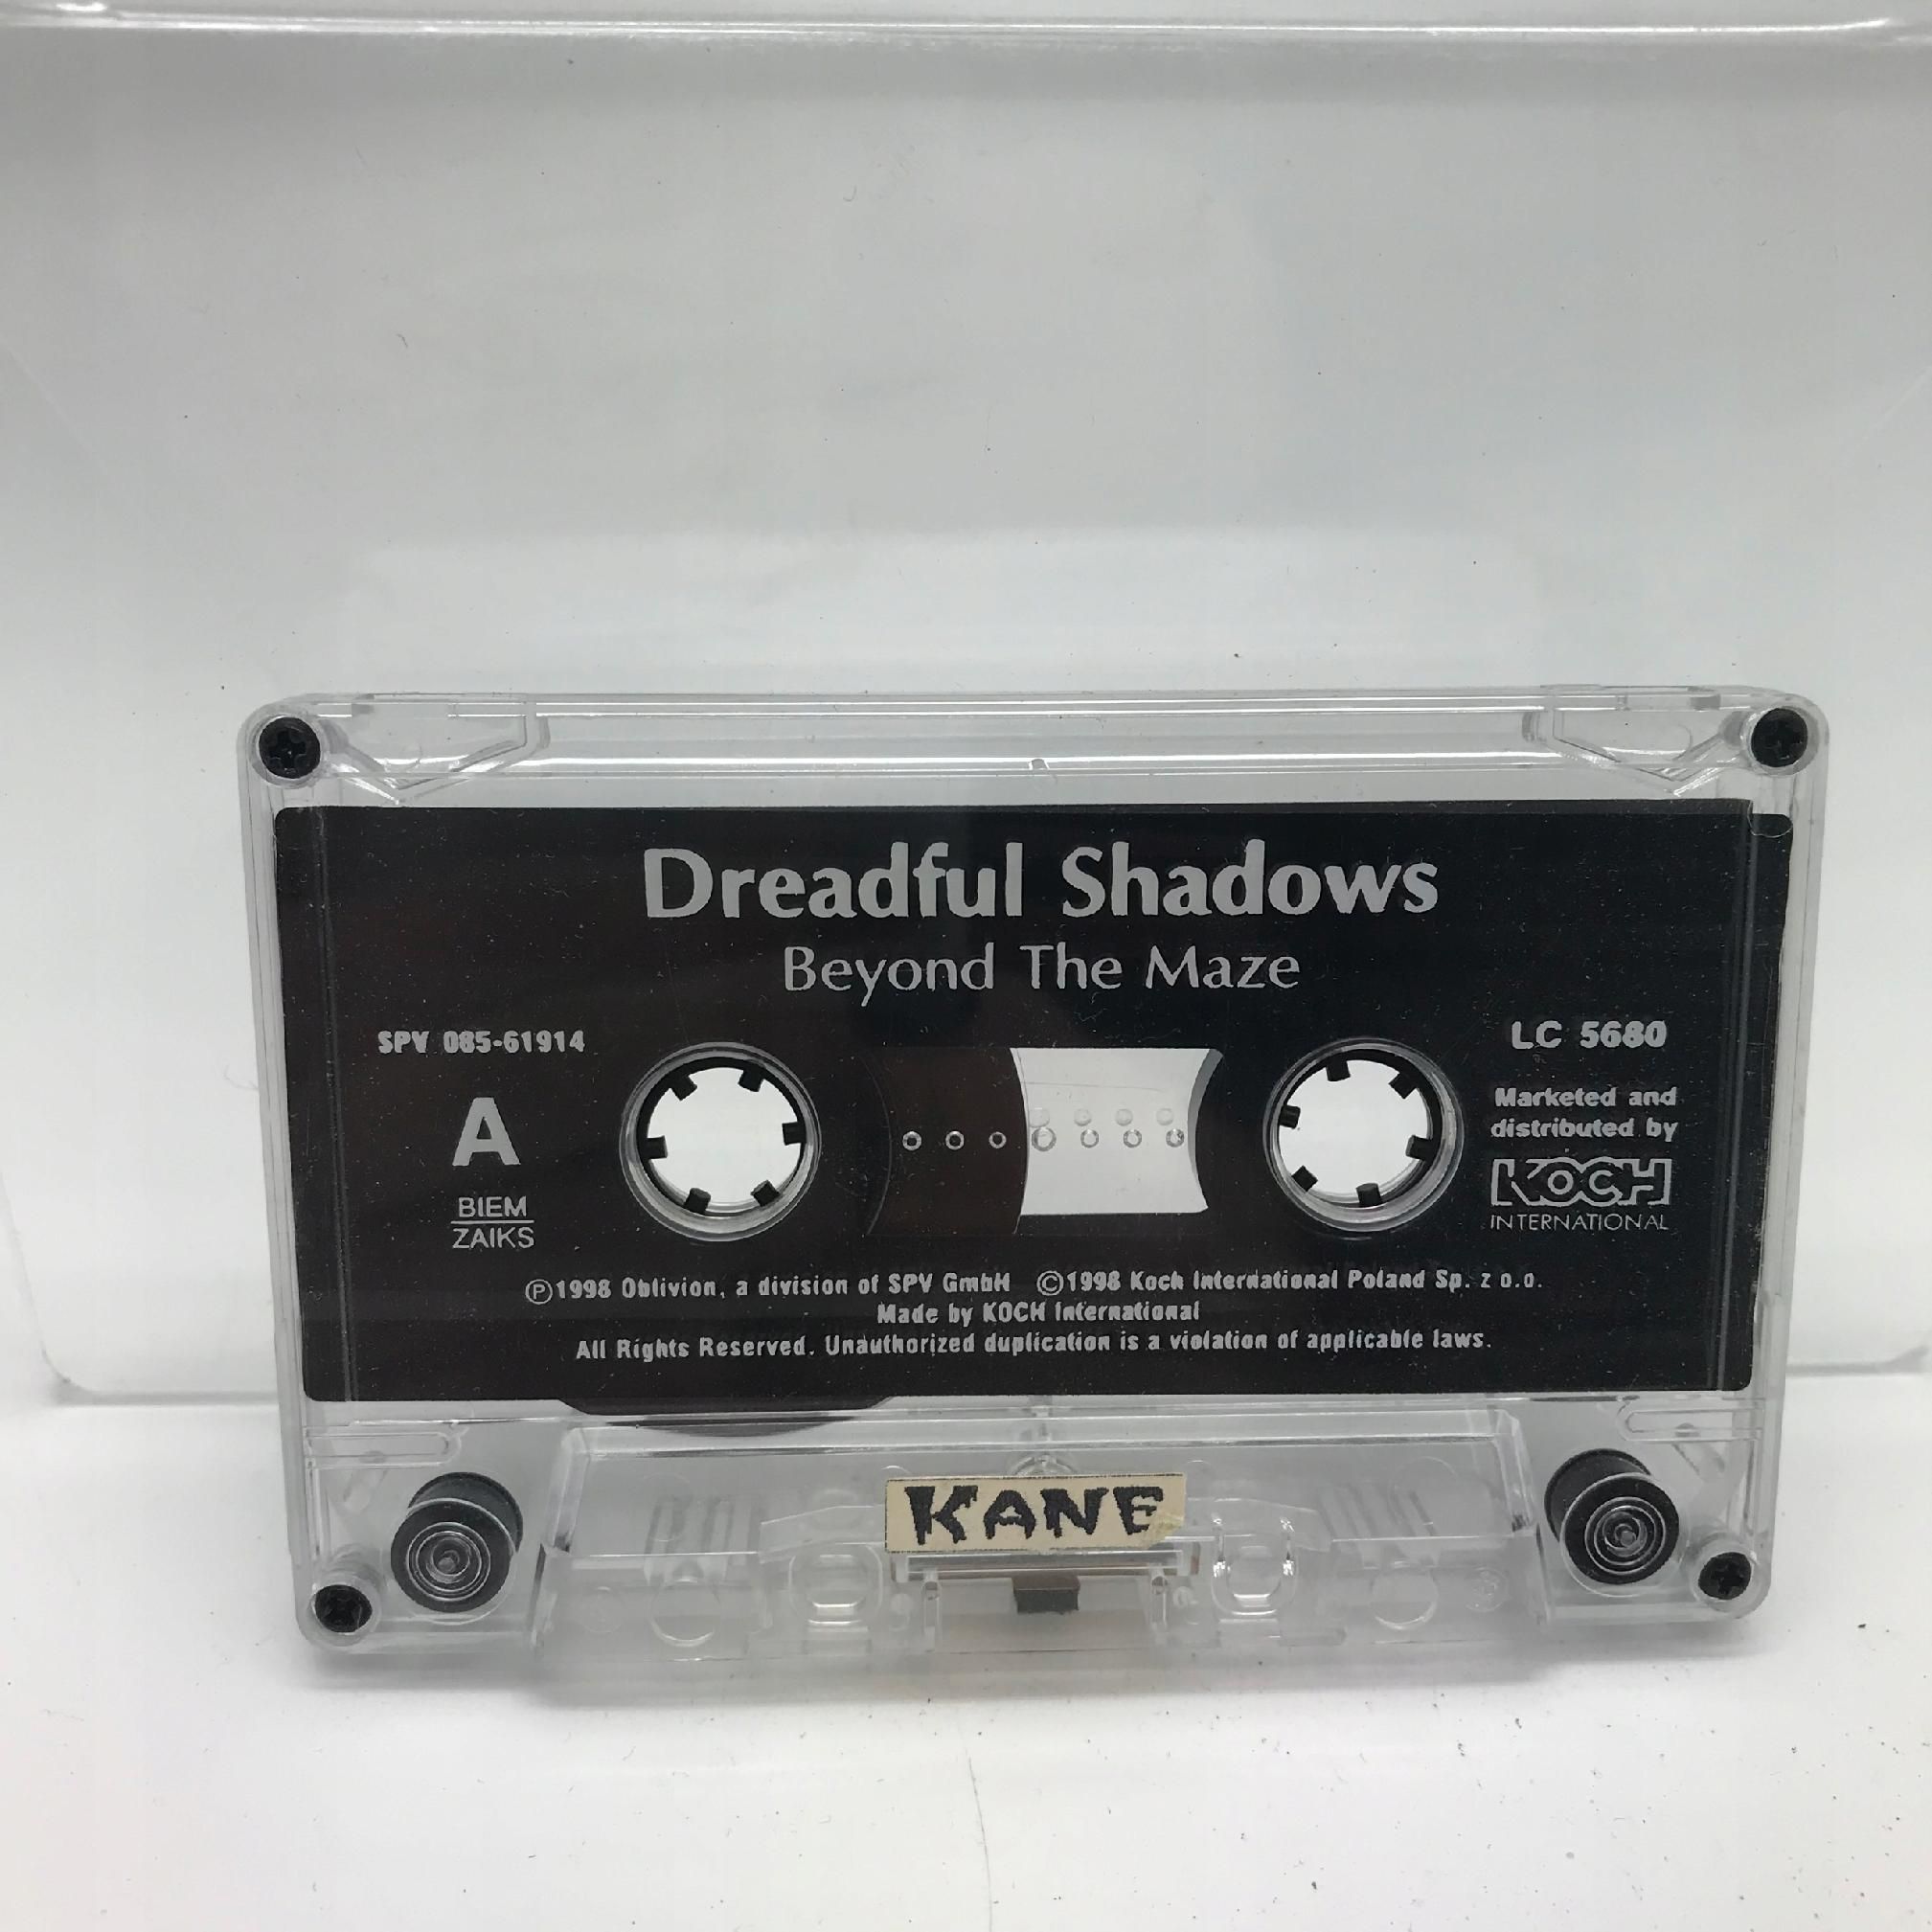 Dreadful Shadows
Beyond The Maze
SPV 085-61914
A
BIEM
ZAIKS
LC 5680
Marketed and
distributed by
KOCH
INTERNATIONAL
℗1998 Oblivion, a division of SPV GmbH ©1998 Koch International Poland Sp. z o.o.
Made by KOCH International
All Rights Reserved. Unauthorized duplication is a violation of applicable laws.
KANE